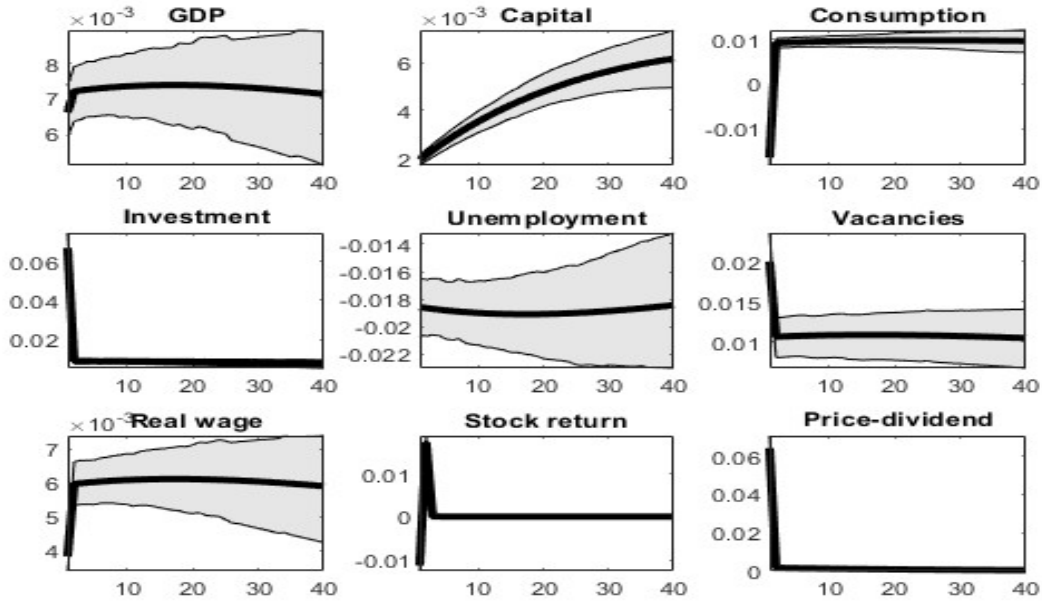 ×10⁻³ GDP
8
7
6
10 20 30 40
×10⁻³ Capital
6
4
2
10 20 30 40
Consumption
0.01
0
-0.01
10 20 30 40
Investment
0.06
0.04
0.02
10 20 30 40
Unemployment
-0.014
-0.016
-0.018
-0.02
-0.022
10 20 30 40
Vacancies
0.02
0.015
0.01
10 20 30 40
×10⁻³ Real wage
7
6
5
4
10 20 30 40
Stock return
0.01
0
-0.01
10 20 30 40
Price-dividend
0.06
0.04
0.02
0
10 20 30 40